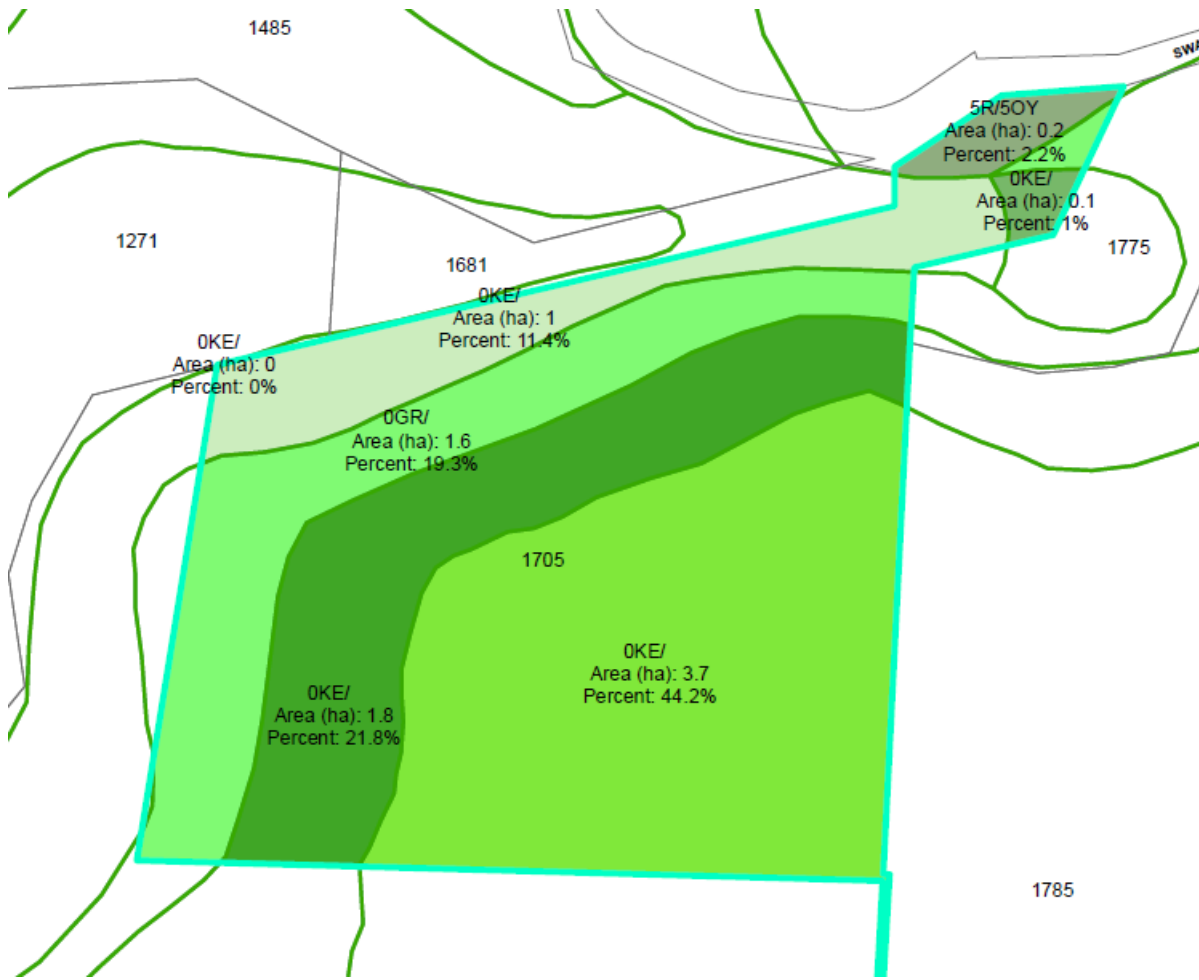 1485
SWA
5R/5OY
Area (ha): 0.2
Percent: 2.2%
0KE/
Area (ha): 0.1
Percent: 1%
1271
1775
1681
0KE/
Area (ha): 1
Percent: 11.4%
0KE/
Area (ha): 0
Percent: 0%
0GR/
Area (ha): 1.6
Percent: 19.3%
1705
0KE/
Area (ha): 3.7
Percent: 44.2%
0KE/
Area (ha): 1.8
Percent: 21.8%
1785